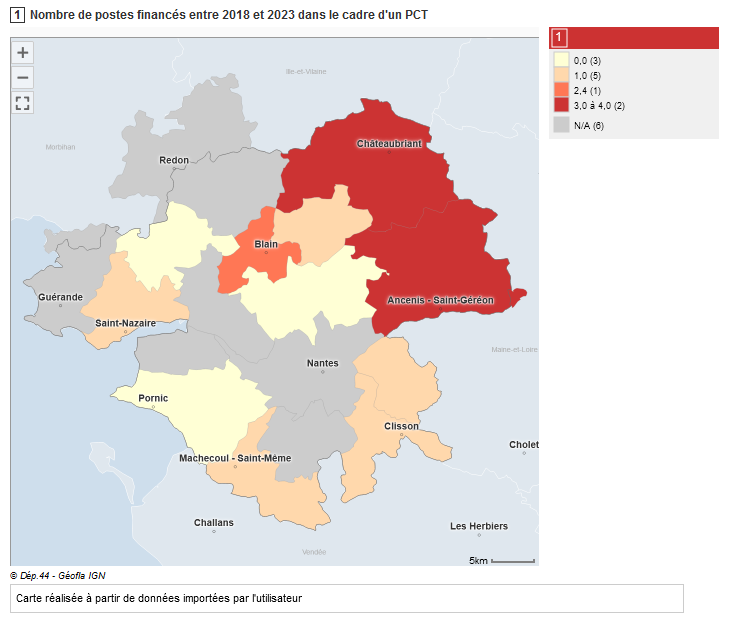 1 Nombre de postes financés entre 2018 et 2023 dans le cadre d'un PCT
1
0,0 (3)
1,0 (5)
2,4 (1)
3,0 à 4,0 (2)
N/A (6)
Ille-et-Vilaine
Morbihan
Redon
Châteaubriant
Blain
Guérande
Ancenis - Saint-Géréon
Saint-Nazaire
Maine-et-Loire
Nantes
Pornic
Clisson
Cholet
Machecoul - Saint-Même
Challans
Les Herbiers
Vendée
5km
© Dép.44 - Géofla IGN
Carte réalisée à partir de données importées par l'utilisateur